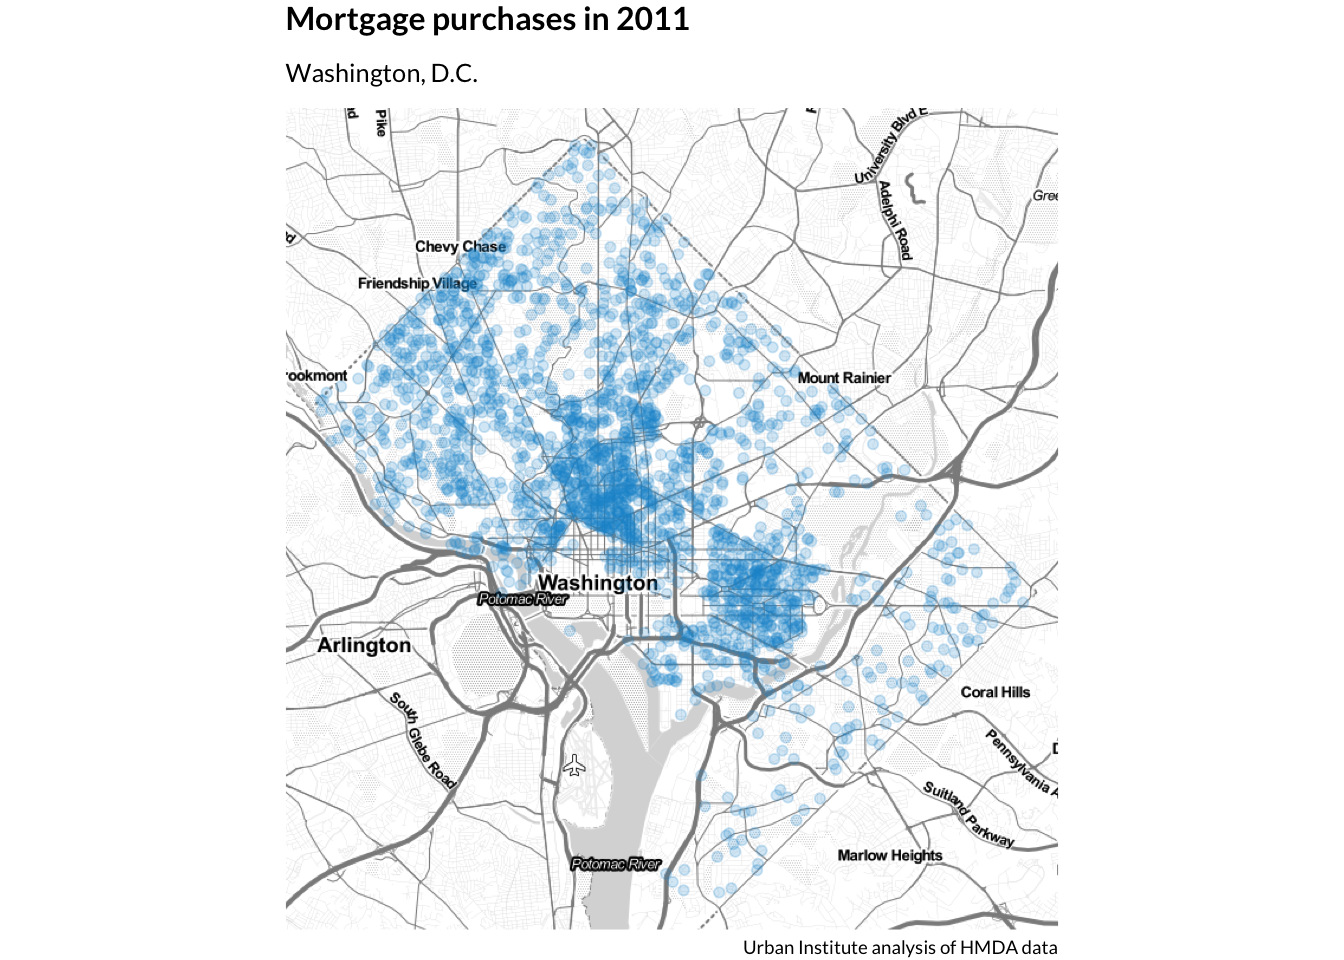 Mortgage purchases in 2011
Washington, D.C.
Pike
University Blvd E
Adelphi Road
Chevy Chase
Friendship Village
Mount Rainier
Washington
Potomac River
Arlington
South Glebe Road
Coral Hills
Pennsylvania A
Suitland Parkway
Marlow Heights
Potomac River
Urban Institute analysis of HMDA data